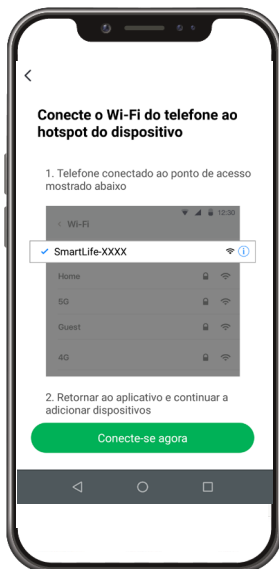 Conecte o Wi-Fi do telefone ao
hotspot do dispositivo
1. Telefone conectado ao ponto de acesso
mostrado abaixo
12:30
Wi-Fi
SmartLife-XXXX
Home
5G
Guest
4G
2. Retornar ao aplicativo e continuar a
adicionar dispositivos
Conecte-se agora